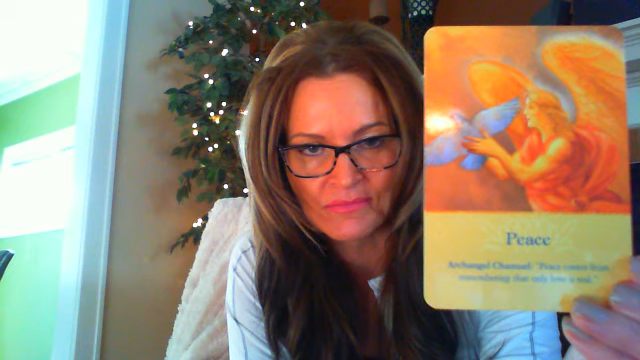 Peace
Archangel Chamuel: "Peace comes from
remembering that only love is real."